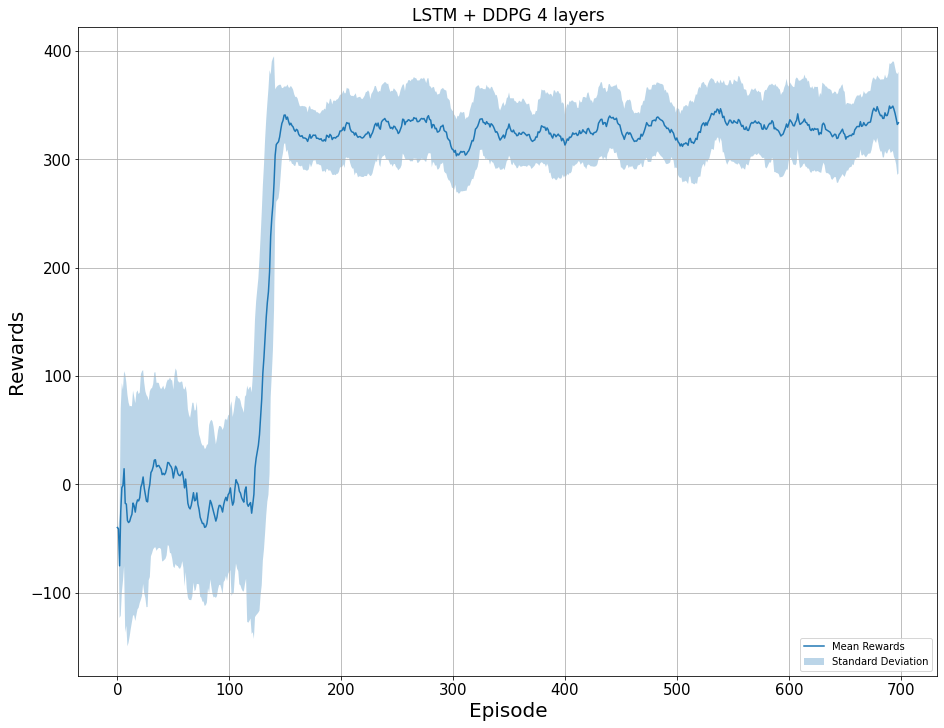 LSTM + DDPG 4 layers
400
300
200
100
0
−100
Rewards
0 100 200 300 400 500 600 700
Episode
Mean Rewards
Standard Deviation